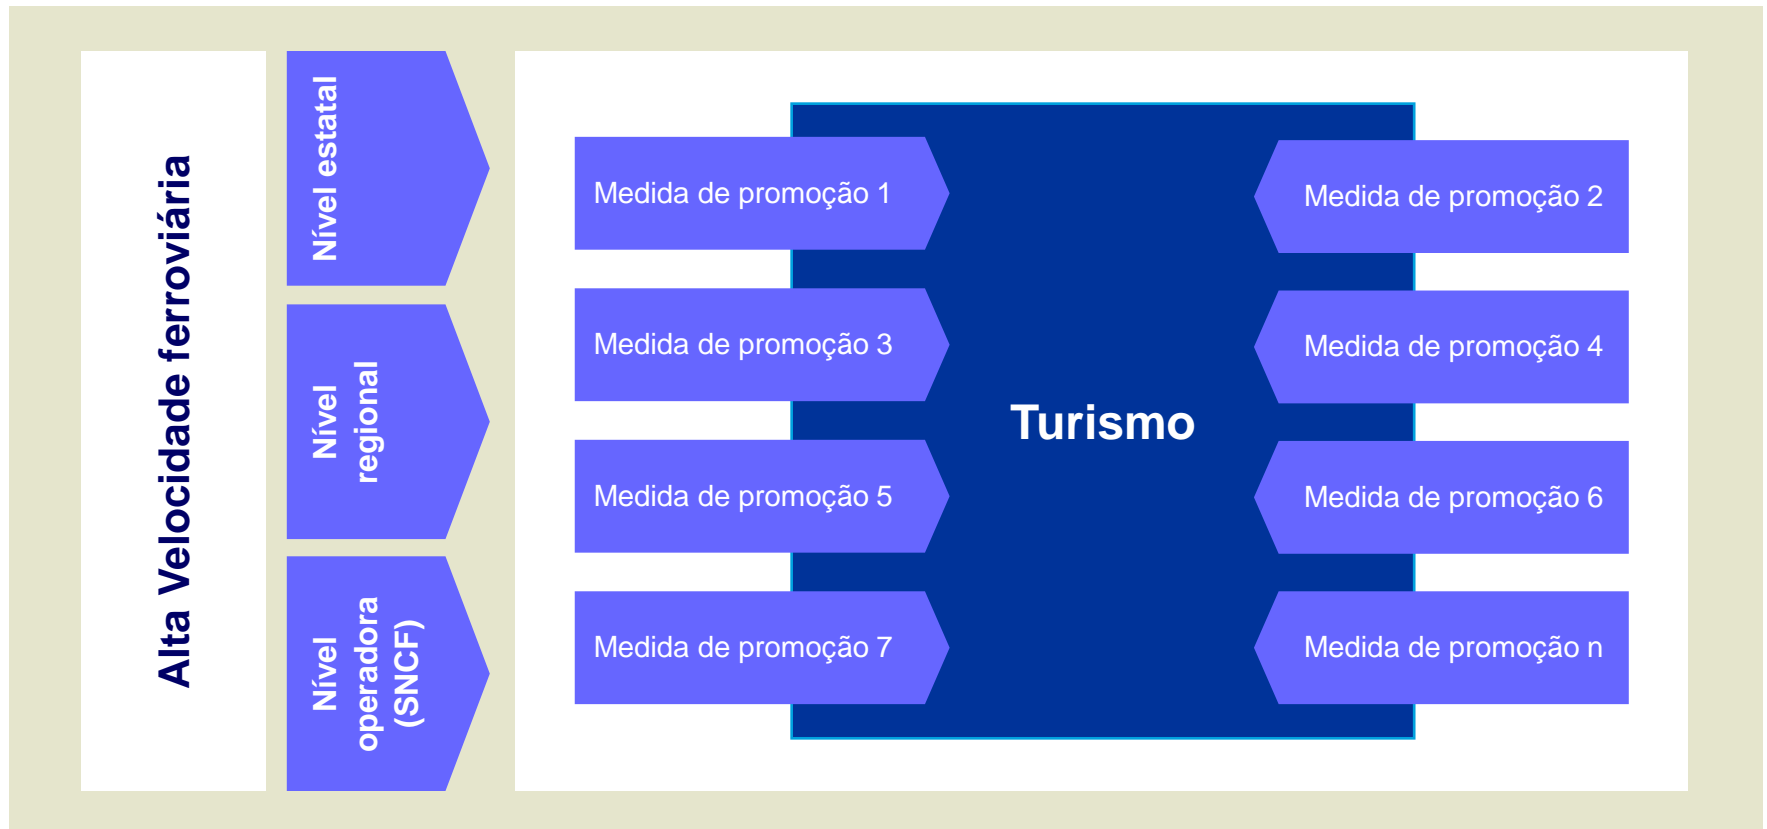 Alta Velocidade ferroviária
Nível estatal
Nível
regional
Nível
operadora
(SNCF)
Medida de promoção 1
Medida de promoção 2
Medida de promoção 3
Medida de promoção 4
Turismo
Medida de promoção 5
Medida de promoção 6
Medida de promoção 7
Medida de promoção n